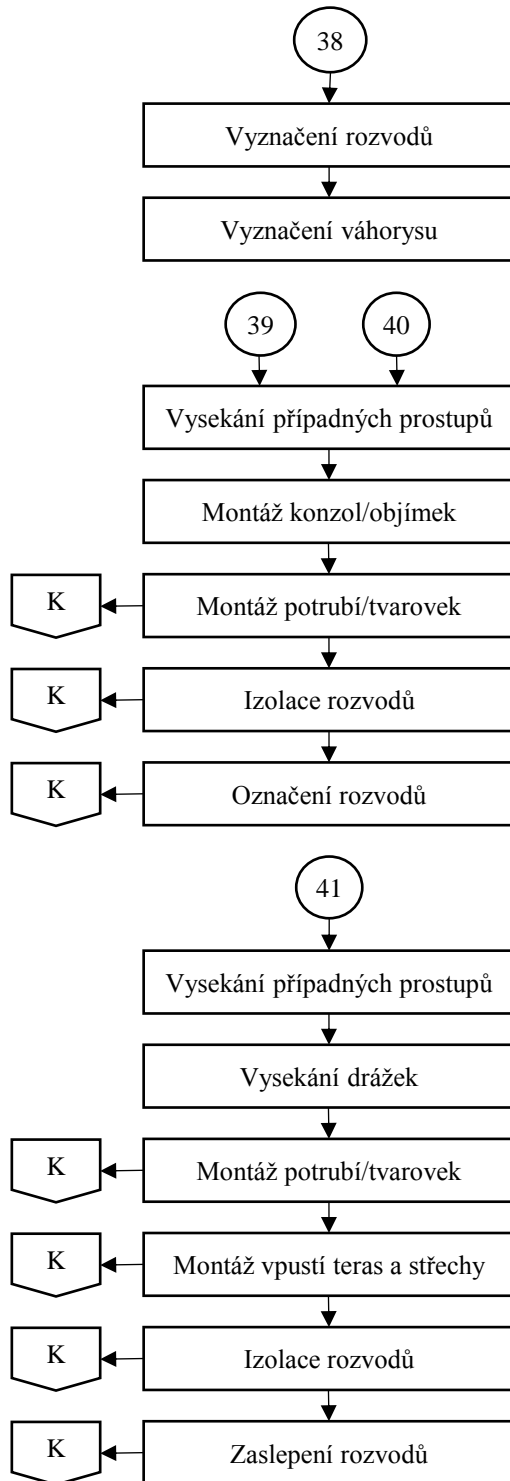 38
Vyznačení rozvodů
Vyznačení váhorysu
39 40
Vysekání případných prostupů
Montáž konzol/objímek
K Montáž potrubí/tvarovek
K Izolace rozvodů
K Označení rozvodů
41
Vysekání případných prostupů
Vysekání drážek
K Montáž potrubí/tvarovek
K Montáž vpustí teras a střechy
K Izolace rozvodů
K Zaslepení rozvodů